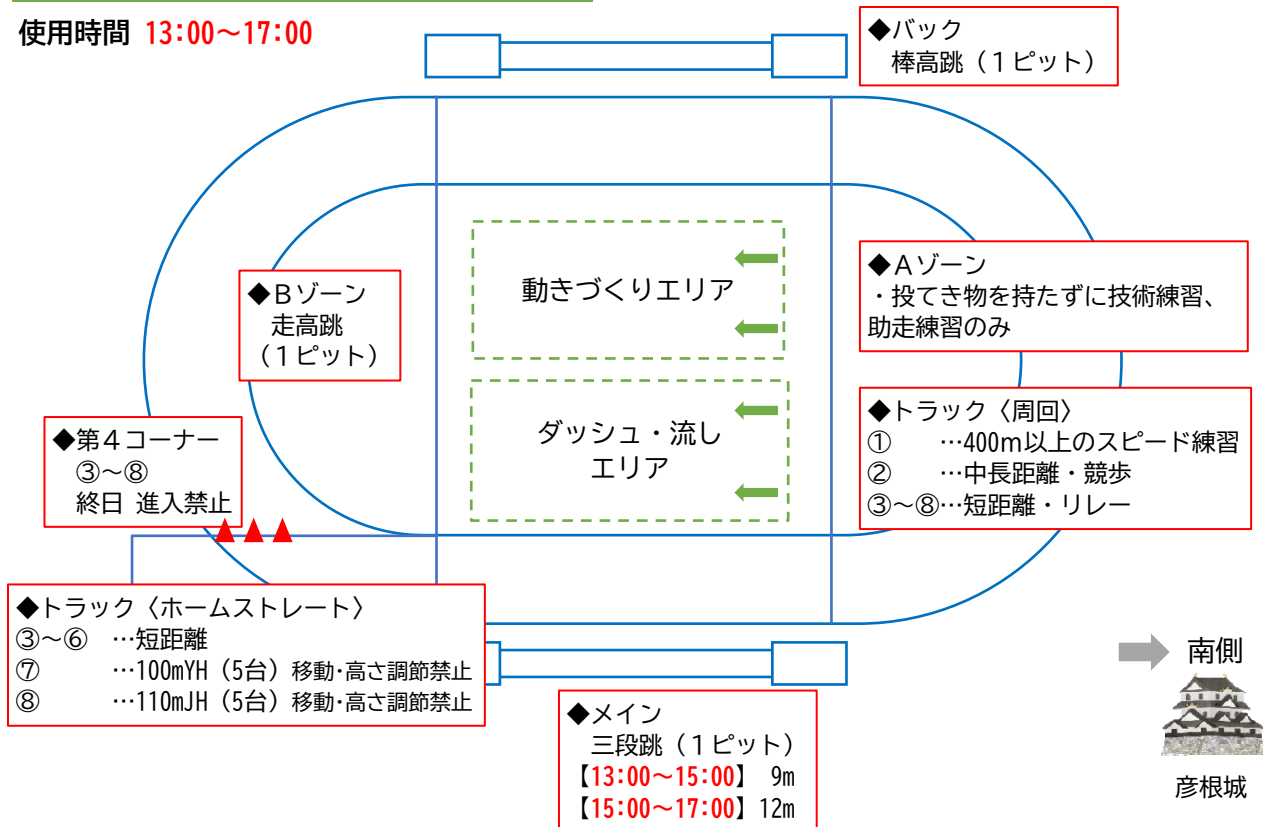 使用時間 13:00～17:00
◆バック
棒高跳（１ピット）
動きづくりエリア
◆Ａゾーン
・投てき物を持たずに技術練習、
助走練習のみ
◆Ｂゾーン
走高跳
（１ピット）
ダッシュ・流し
エリア
◆トラック〈周回〉
① …400m以上のスピード練習
② …中長距離・競歩
③～⑧…短距離・リレー
◆第４コーナー
③～⑧
終日 進入禁止
◆トラック〈ホームストレート〉
③～⑥ …短距離
⑦ …100mYH（5台）移動・高さ調節禁止
⑧ …110mJH（5台）移動・高さ調節禁止
◆メイン
三段跳（１ピット）
【13:00～15:00】 9m
【15:00～17:00】12m
南側
彦根城